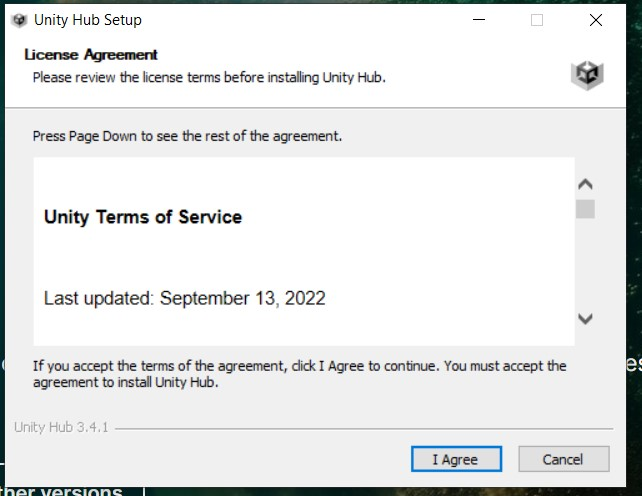 Unity Hub Setup
License Agreement
Please review the license terms before installing Unity Hub.
Press Page Down to see the rest of the agreement.
Unity Terms of Service
Last updated: September 13, 2022
If you accept the terms of the agreement, click I Agree to continue. You must accept the
agreement to install Unity Hub.
Unity Hub 3.4.1
I Agree
Cancel
versions